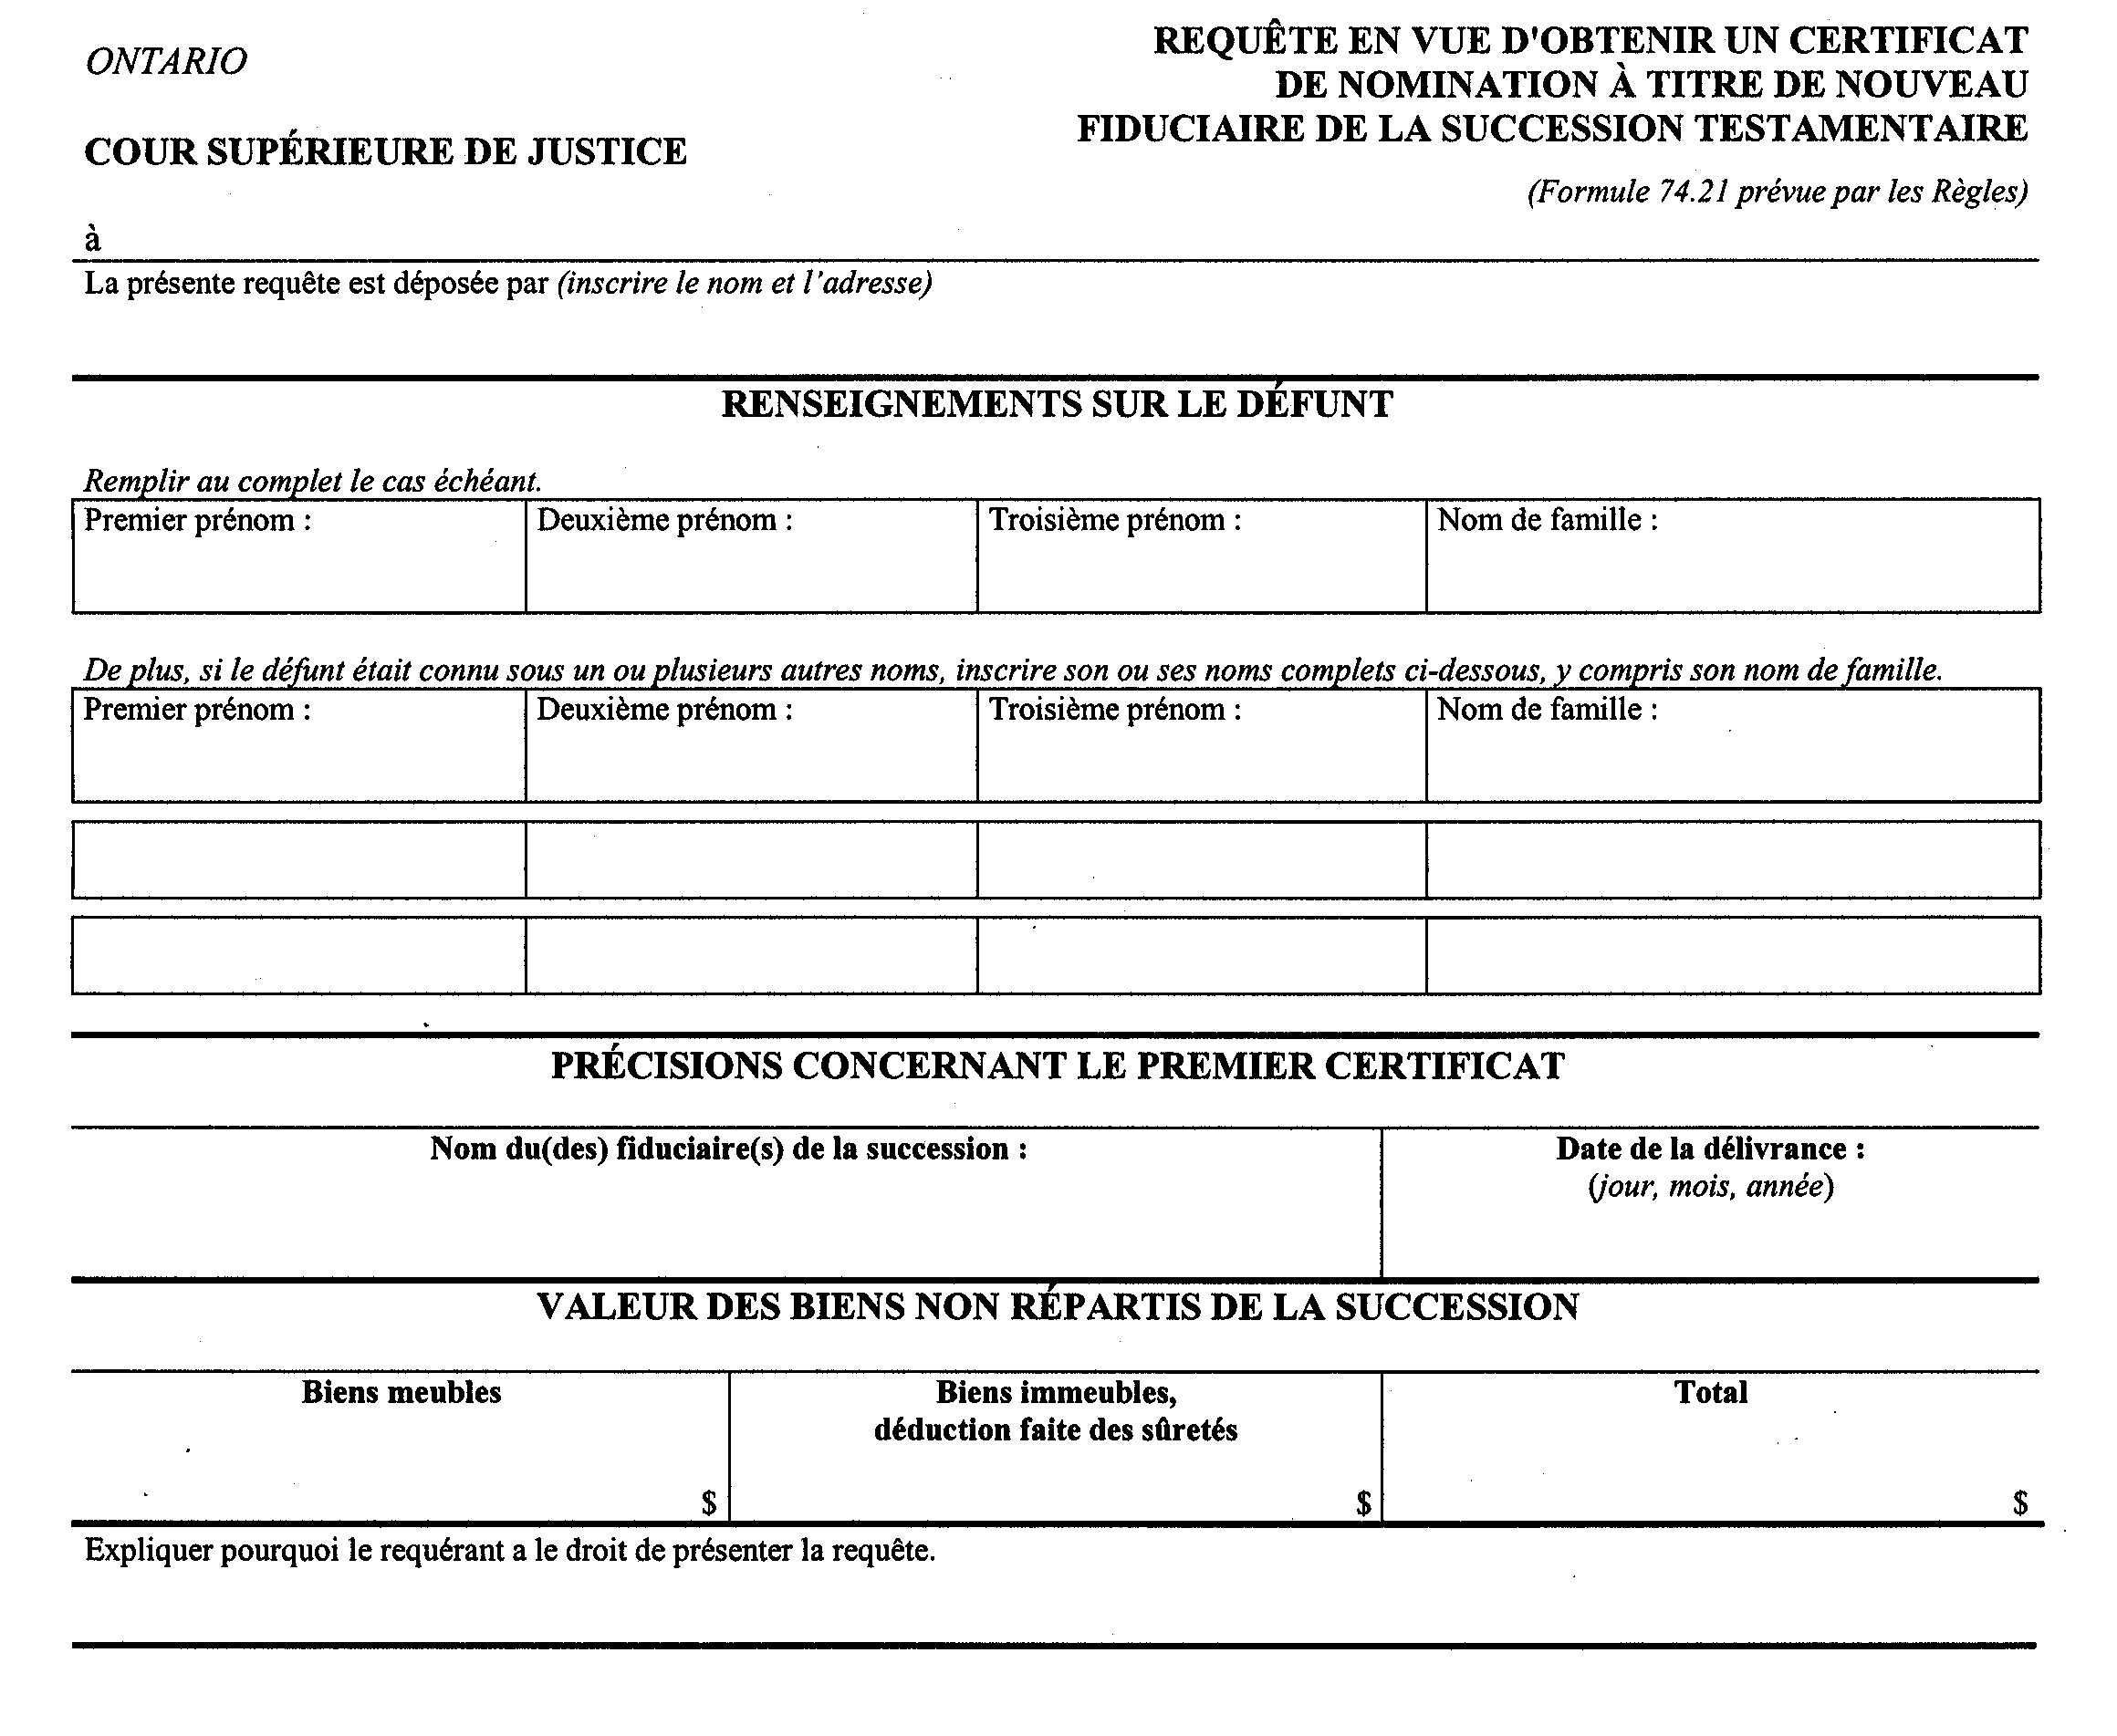 ONTARIO
COUR SUPÉRIEURE DE JUSTICE
REQUÊTE EN VUE D'OBTENIR UN CERTIFICAT
DE NOMINATION À TITRE DE NOUVEAU
FIDUCIAIRE DE LA SUCCESSION TESTAMENTAIRE
(Formule 74.21 prévue par les Règles)
à
La présente requête est déposée par (inscrire le nom et l'adresse)
RENSEIGNEMENTS SUR LE DÉFUNT
Remplir au complet le cas échéant.
Premier prénom : Deuxième prénom : Troisième prénom : Nom de famille :
De plus, si le défunt était connu sous un ou plusieurs autres noms, inscrire son ou ses noms complets ci-dessous, y compris son nom de famille.
Premier prénom : Deuxième prénom : Troisième prénom : Nom de famille :
PRÉCISIONS CONCERNANT LE PREMIER CERTIFICAT
Nom du(des) fiduciaire(s) de la succession :
Date de la délivrance :
(jour, mois, année)
VALEUR DES BIENS NON RÉPARTIS DE LA SUCCESSION
Biens meubles
$
Biens immeubles,
déduction faite des sûretés
$
Total
$
Expliquer pourquoi le requérant a le droit de présenter la requête.